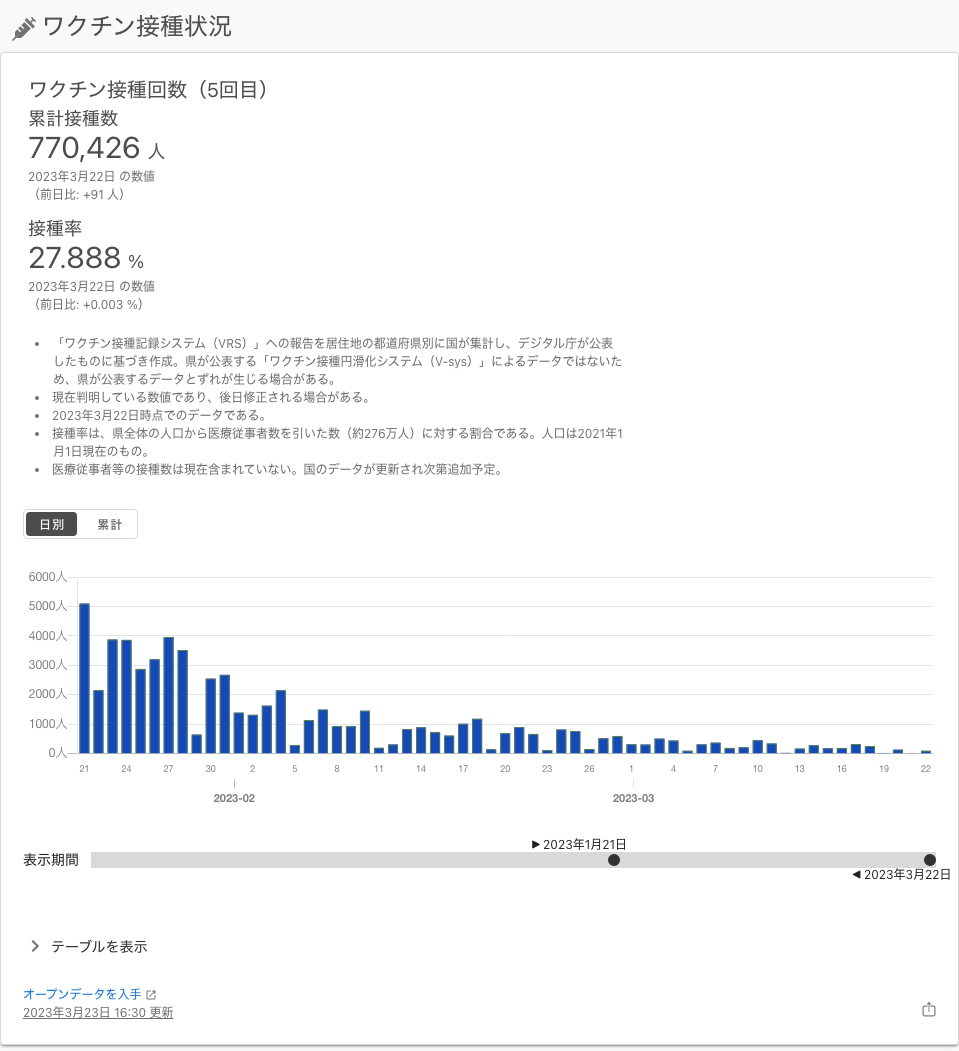 ワクチン接種状況
ワクチン接種回数（5回目）
累計接種数
770,426 人
2023年3月22日 の数値
（前日比: +91 人）
接種率
27.888 %
2023年3月22日 の数値
（前日比: +0.003 %）
• 「ワクチン接種記録システム（VRS）」への報告を居住地の都道府県別に国が集計し、デジタル庁が公表
したものに基づき作成。県が公表する「ワクチン接種円滑化システム（V-sys）」によるデータではないた
め、県が公表するデータとずれが生じる場合がある。
• 現在判明している数値であり、後日修正される場合がある。
• 2023年3月22日時点でのデータである。
• 接種率は、県全体の人口から医療従事者数を引いた数（約276万人）に対する割合である。人口は2021年1
月1日現在のもの。
• 医療従事者等の接種数は現在含まれていない。国のデータが更新され次第追加予定。
日別 累計
6000人
5000人
4000人
3000人
2000人
1000人
0人
21 24 27 30 2 5 8 11 14 17 20 23 26 1 4 7 10 13 16 19 22
2023-02 2023-03
▶ 2023年1月21日
表示期間
◀ 2023年3月22日
テーブルを表示
オープンデータを入手
2023年3月23日 16:30 更新